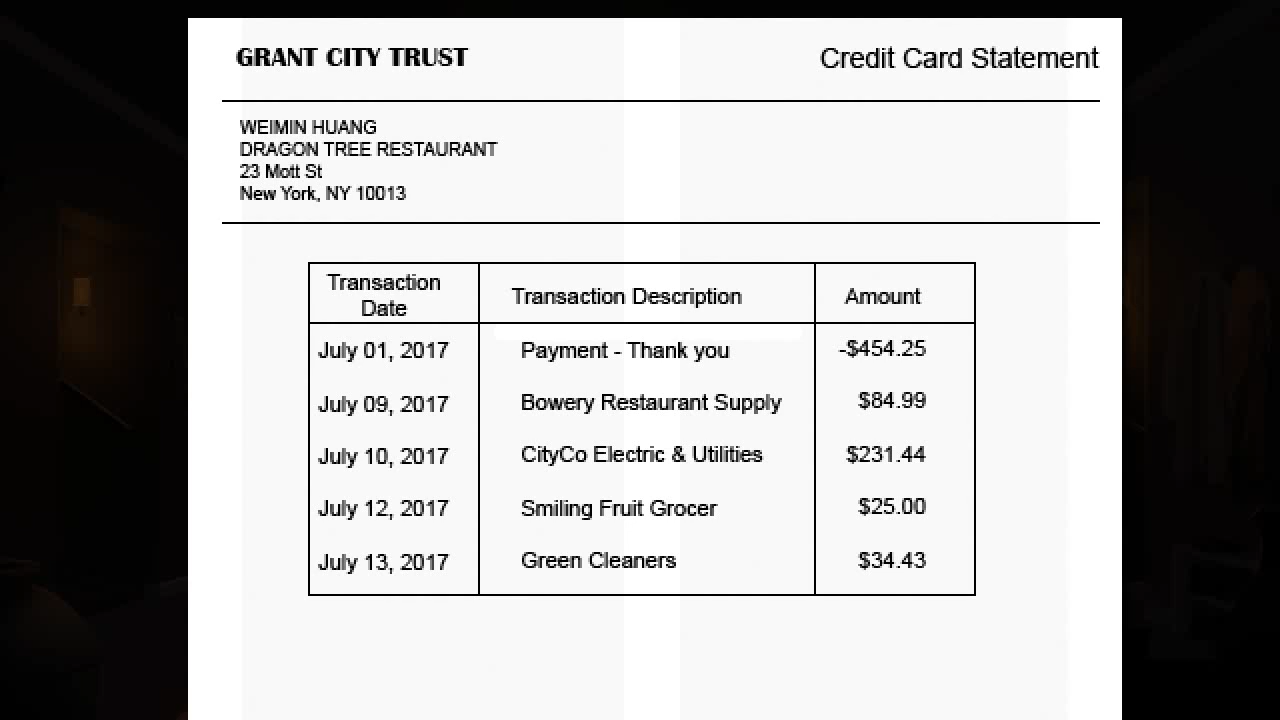 GRANT CITY TRUST
Credit Card Statement
WEIMIN HUANG
DRAGON TREE RESTAURANT
23 Mott St
New York, NY 10013
Transaction Date
Transaction Description
Amount
July 01, 2017 Payment - Thank you -$454.25
July 09, 2017 Bowery Restaurant Supply $84.99
July 10, 2017 CityCo Electric & Utilities $231.44
July 12, 2017 Smiling Fruit Grocer $25.00
July 13, 2017 Green Cleaners $34.43